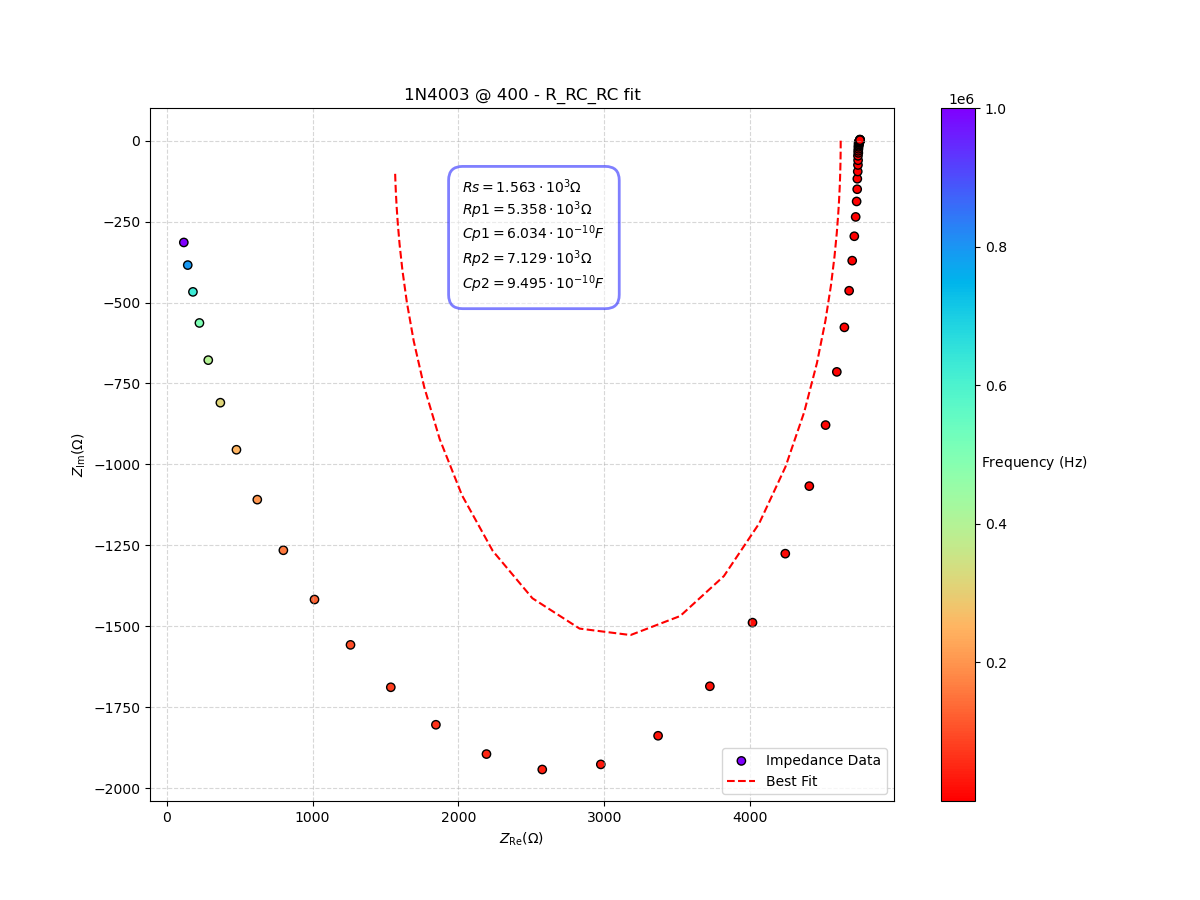 1N4003 @ 400 - R_RC_RC fit
1e6
0
−250
−500
−750
−1000
−1250
−1500
−1750
−2000
Z_Im(Ω)
Rs = 1.563 · 10³Ω
Rp1 = 5.358 · 10³Ω
Cp1 = 6.034 · 10⁻¹⁰F
Rp2 = 7.129 · 10³Ω
Cp2 = 9.495 · 10⁻¹⁰F
Impedance Data
Best Fit
0
1000
2000
3000
4000
Z_Re(Ω)
1.0
0.8
0.6
0.4
0.2
Frequency (Hz)